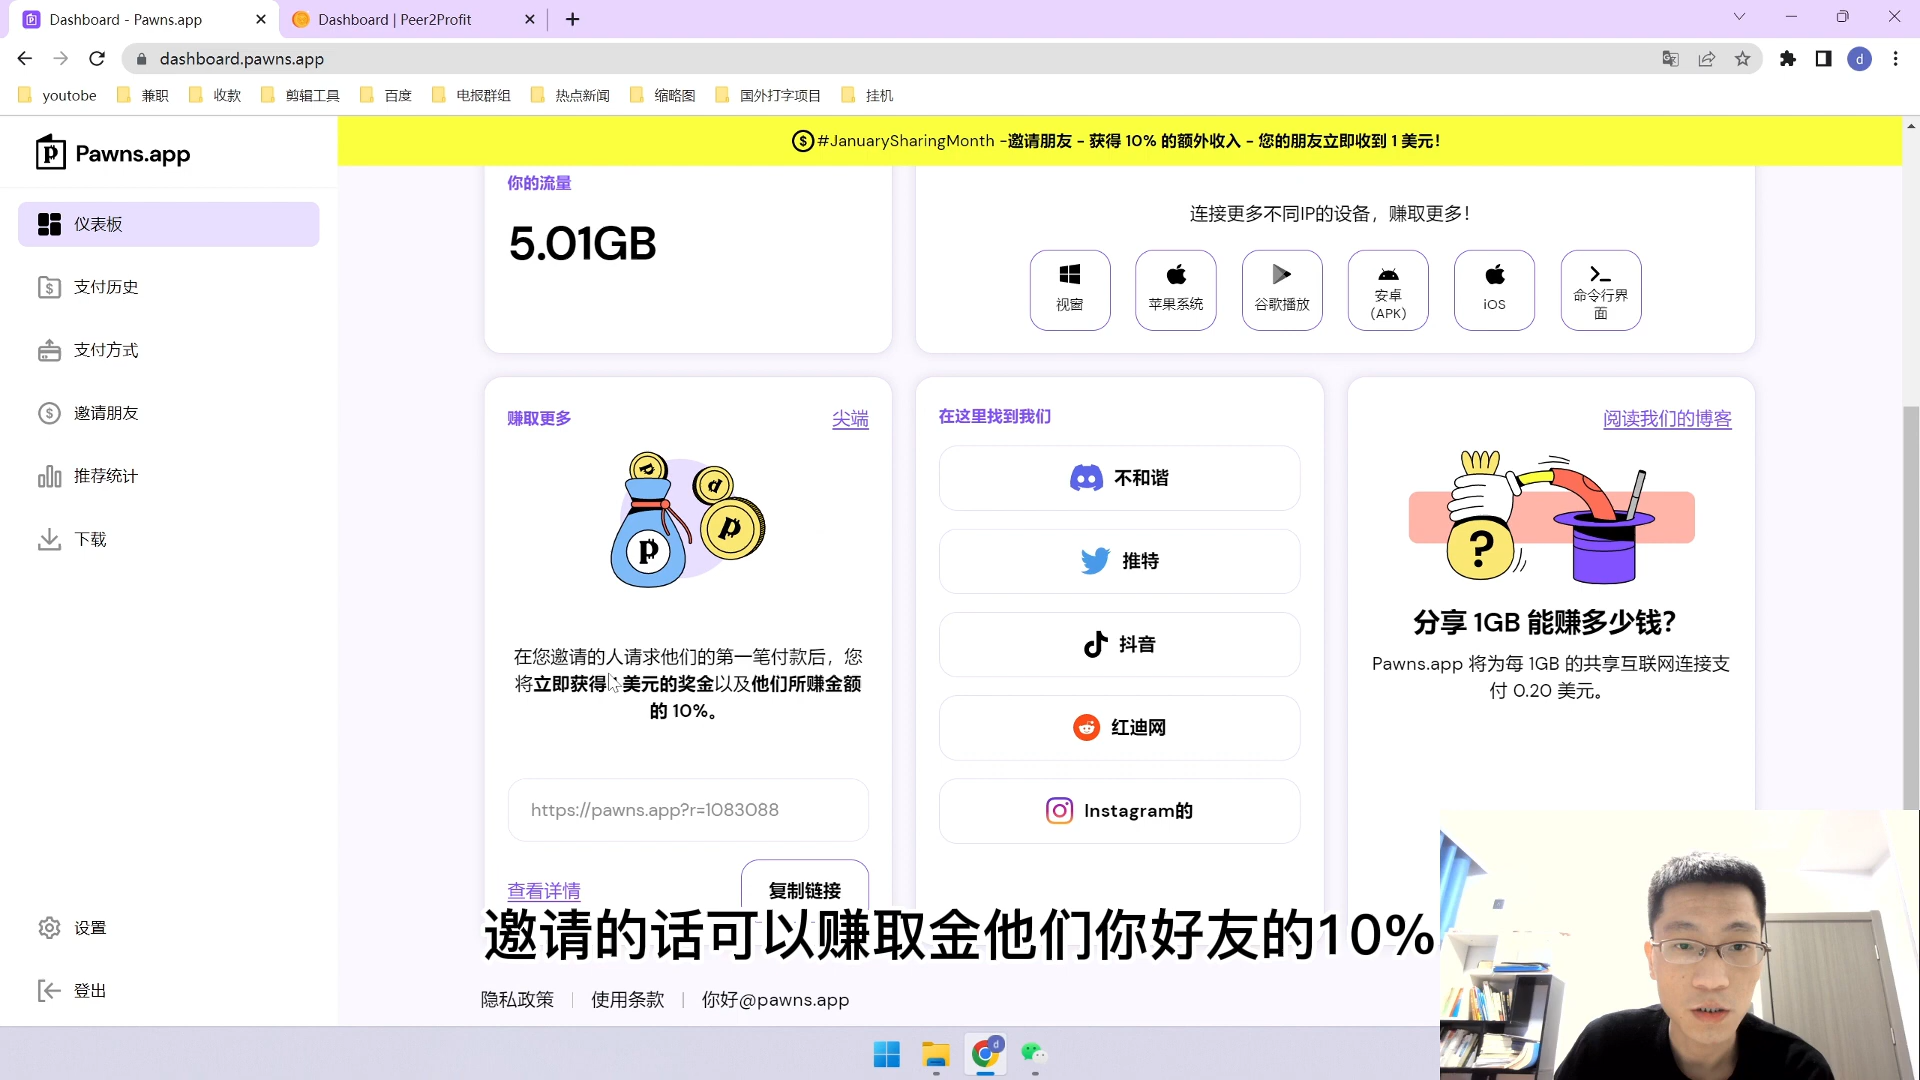 Dashboard - Pawns.app
Dashboard | Peer2Profit
dashboard.pawns.app
d
youtobe
兼职
收款
剪辑工具
百度
电报群组
热点新闻
缩略图
国外打字项目
挂机
Pawns.app
#JanuarySharingMonth -邀请朋友 - 获得 10% 的额外收入 - 您的朋友立即收到 1 美元！
仪表板
支付历史
支付方式
邀请朋友
推荐统计
下载
设置
登出
你的流量
5.01GB
连接更多不同IP的设备，赚取更多！
视窗
苹果系统
谷歌播放
安卓
(APK)
iOS
命令行界
面
赚取更多
尖端
在您邀请的人请求他们的第一笔付款后，您
将立即获得 美元的奖金以及他们所赚金额
的 10%。
https://pawns.app?r=1083088
查看详情
复制链接
在这里找到我们
不和谐
推特
抖音
红迪网
Instagram的
阅读我们的博客
?
分享 1GB 能赚多少钱？
Pawns.app 将为每 1GB 的共享互联网连接支
付 0.20 美元。
邀请的话可以赚取金他们你好友的10%
隐私政策
使用条款
你好@pawns.app
d